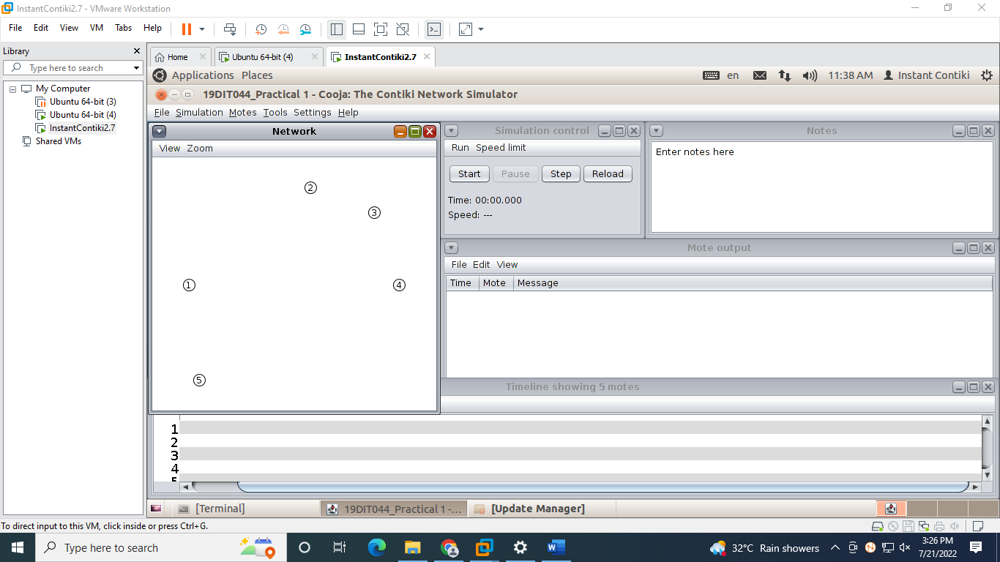 InstantContiki2.7 - VMware Workstation
File Edit View VM Tabs Help
Library
Type here to search
My Computer
Ubuntu 64-bit (3)
Ubuntu 64-bit (4)
InstantContiki2.7
Shared VMs
Home Ubuntu 64-bit (4) InstantContiki2.7
Applications Places en 11:38 AM Instant Contiki
19DIT044_Practical 1 - Cooja: The Contiki Network Simulator
File Simulation Motes Tools Settings Help
Network
View Zoom
2
3
1
4
5
Simulation control
Run Speed limit
Start Pause Step Reload
Time: 00:00.000
Speed: ---
Notes
Enter notes here
Mote output
File Edit View
Time Mote Message
Timeline showing 5 motes
1
2
3
4
5
[Terminal] 19DIT044_Practical 1 -... [Update Manager]
To direct input to this VM, click inside or press Ctrl+G.
Type here to search 32°C Rain showers 3:26 PM
7/21/2022